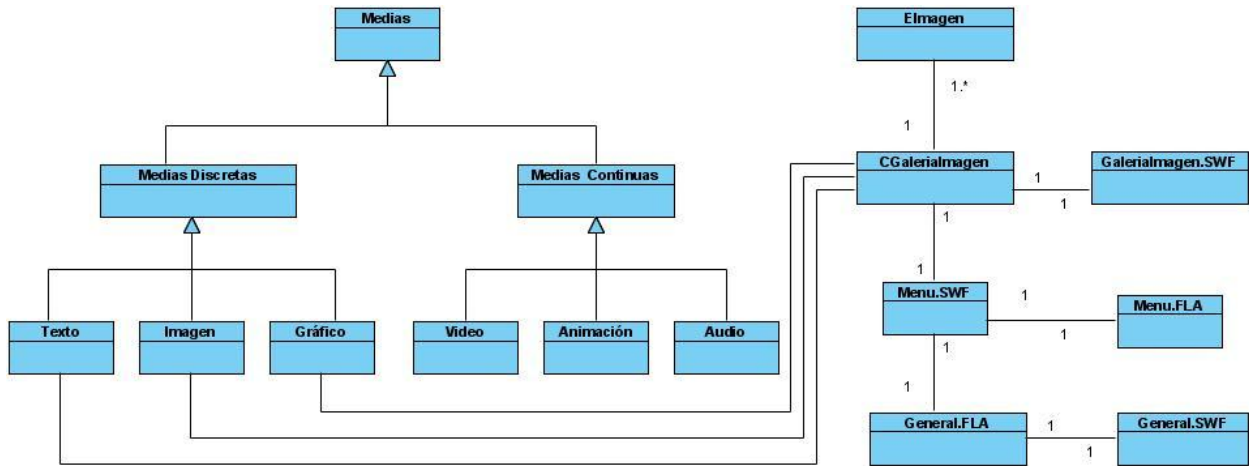 Medias
EImagen
1.*
1
Medias Discretas
Medias Continuas
CGaleriaImagen
GaleriaImagen.SWF
1
1
1
1
Menu.SWF
Menu.FLA
1
1
Texto
Imagen
Gráfico
Video
Animación
Audio
1
1
General.FLA
General.SWF
1
1